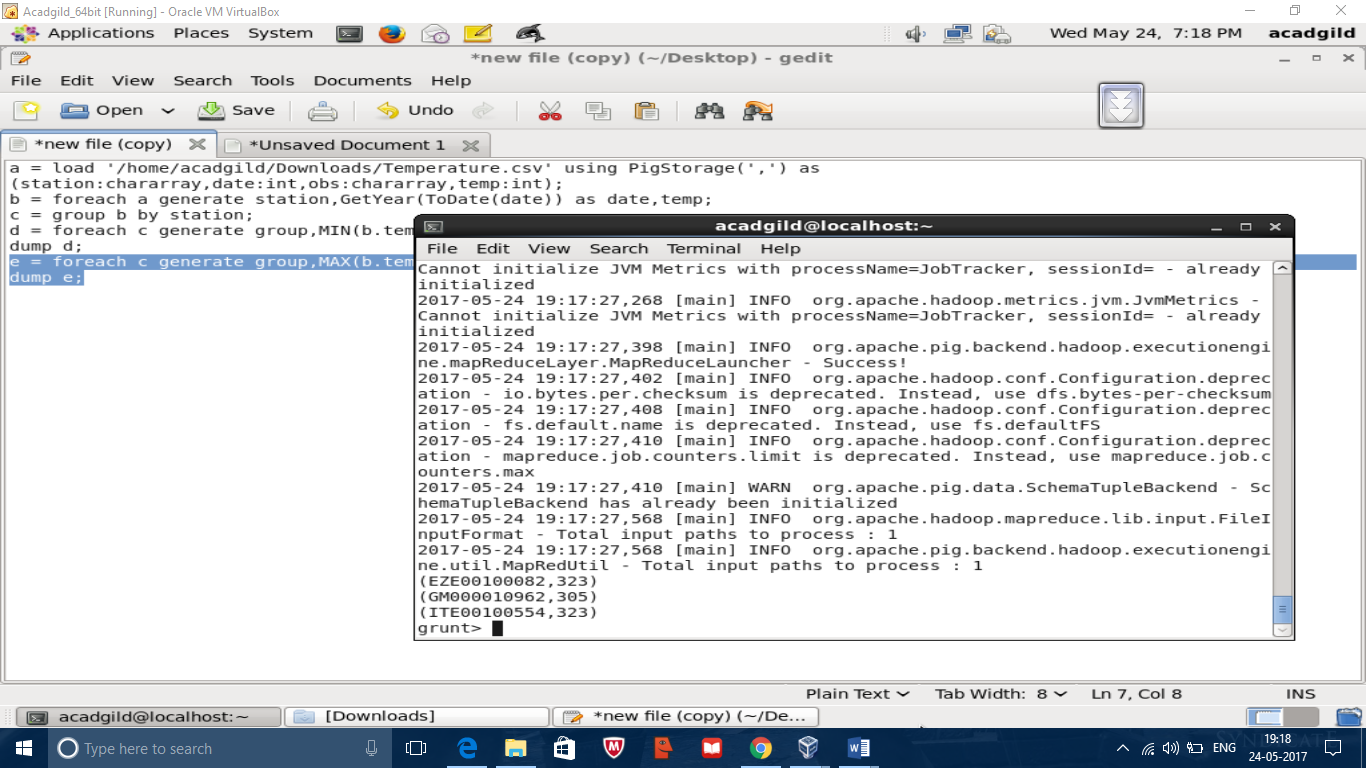 Acadgild_64bit [Running] - Oracle VM VirtualBox
Applications Places System Wed May 24, 7:18 PM acadgild
*new file (copy) (~/Desktop) - gedit
File Edit View Search Tools Documents Help
Open Save Undo
*new file (copy) *Unsaved Document 1
a = load '/home/acadgild/Downloads/Temperature.csv' using PigStorage(',') as
(station:chararray,date:int,obs:chararray,temp:int);
b = foreach a generate station,GetYear(ToDate(date)) as date,temp;
c = group b by station;
d = foreach c generate group,MIN(b.tem
dump d;
e = foreach c generate group,MAX(b.tem
dump e;
acadgild@localhost:~
File Edit View Search Terminal Help
Cannot initialize JVM Metrics with processName=JobTracker, sessionId= - already
initialized
2017-05-24 19:17:27,268 [main] INFO  org.apache.hadoop.metrics.jvm.JvmMetrics -
Cannot initialize JVM Metrics with processName=JobTracker, sessionId= - already
initialized
2017-05-24 19:17:27,398 [main] INFO  org.apache.pig.backend.hadoop.executionengi
ne.mapReduceLayer.MapReduceLauncher - Success!
2017-05-24 19:17:27,402 [main] INFO  org.apache.hadoop.conf.Configuration.deprec
ation - io.bytes.per.checksum is deprecated. Instead, use dfs.bytes-per-checksum
2017-05-24 19:17:27,408 [main] INFO  org.apache.hadoop.conf.Configuration.deprec
ation - fs.default.name is deprecated. Instead, use fs.defaultFS
2017-05-24 19:17:27,410 [main] INFO  org.apache.hadoop.conf.Configuration.deprec
ation - mapreduce.job.counters.limit is deprecated. Instead, use mapreduce.job.c
ounters.max
2017-05-24 19:17:27,410 [main] WARN  org.apache.pig.data.SchemaTupleBackend - Sc
hemaTupleBackend has already been initialized
2017-05-24 19:17:27,568 [main] INFO  org.apache.hadoop.mapreduce.lib.input.FileI
nputFormat - Total input paths to process : 1
2017-05-24 19:17:27,568 [main] INFO  org.apache.pig.backend.hadoop.executionengi
ne.util.MapRedUtil - Total input paths to process : 1
(EZE00100082,323)
(GM000010962,305)
(ITE00100554,323)
grunt>
Plain Text Tab Width: 8 Ln 7, Col 8 INS
acadgild@localhost:~ [Downloads] *new file (copy) (~/De...
Type here to search ENG 19:18
24-05-2017